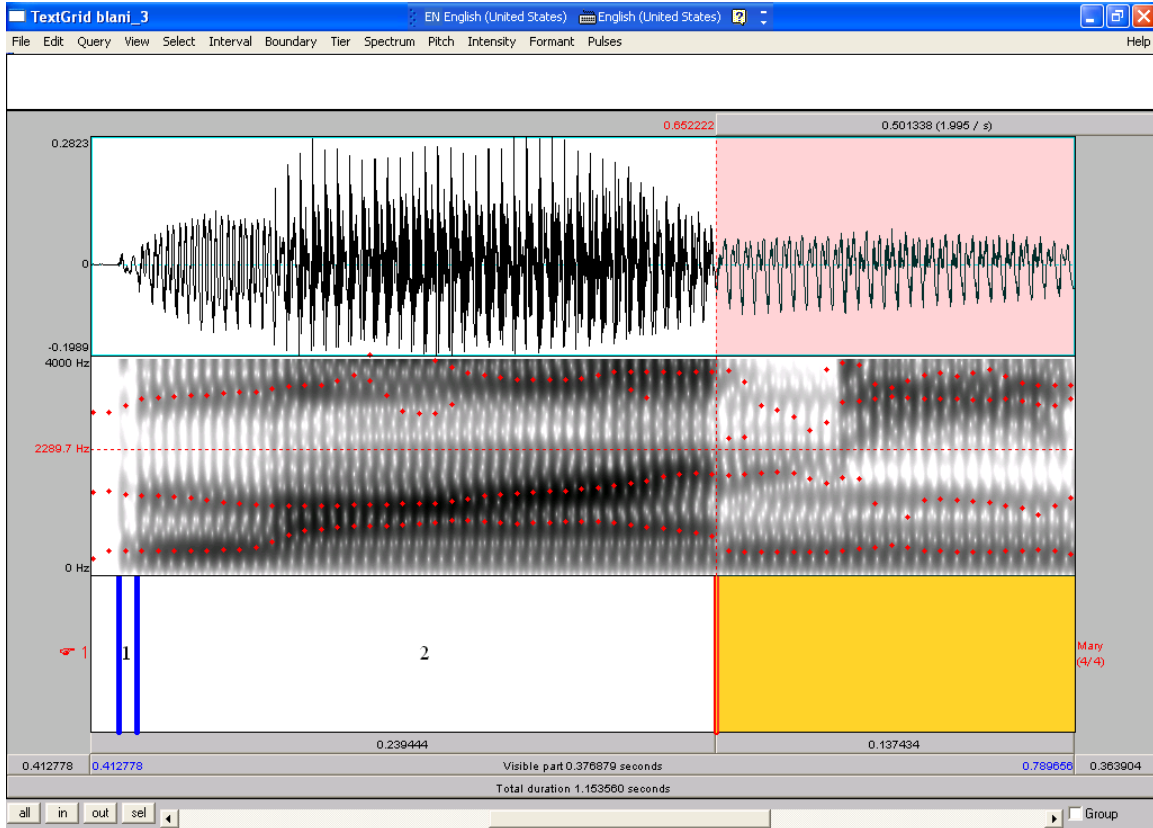 TextGrid blani_3 EN English (United States) English (United States)
File Edit Query View Select Interval Boundary Tier Spectrum Pitch Intensity Formant Pulses Help
0.652222 0.501338 (1.995 / s)
0.2823
0
-0.1989
4000 Hz
2289.7 Hz
0 Hz
1 1 2 Mary
(4/4)
0.239444 0.137434
0.412778 0.412778 Visible part 0.376879 seconds 0.789656 0.363904
Total duration 1.153560 seconds
all in out sel Group